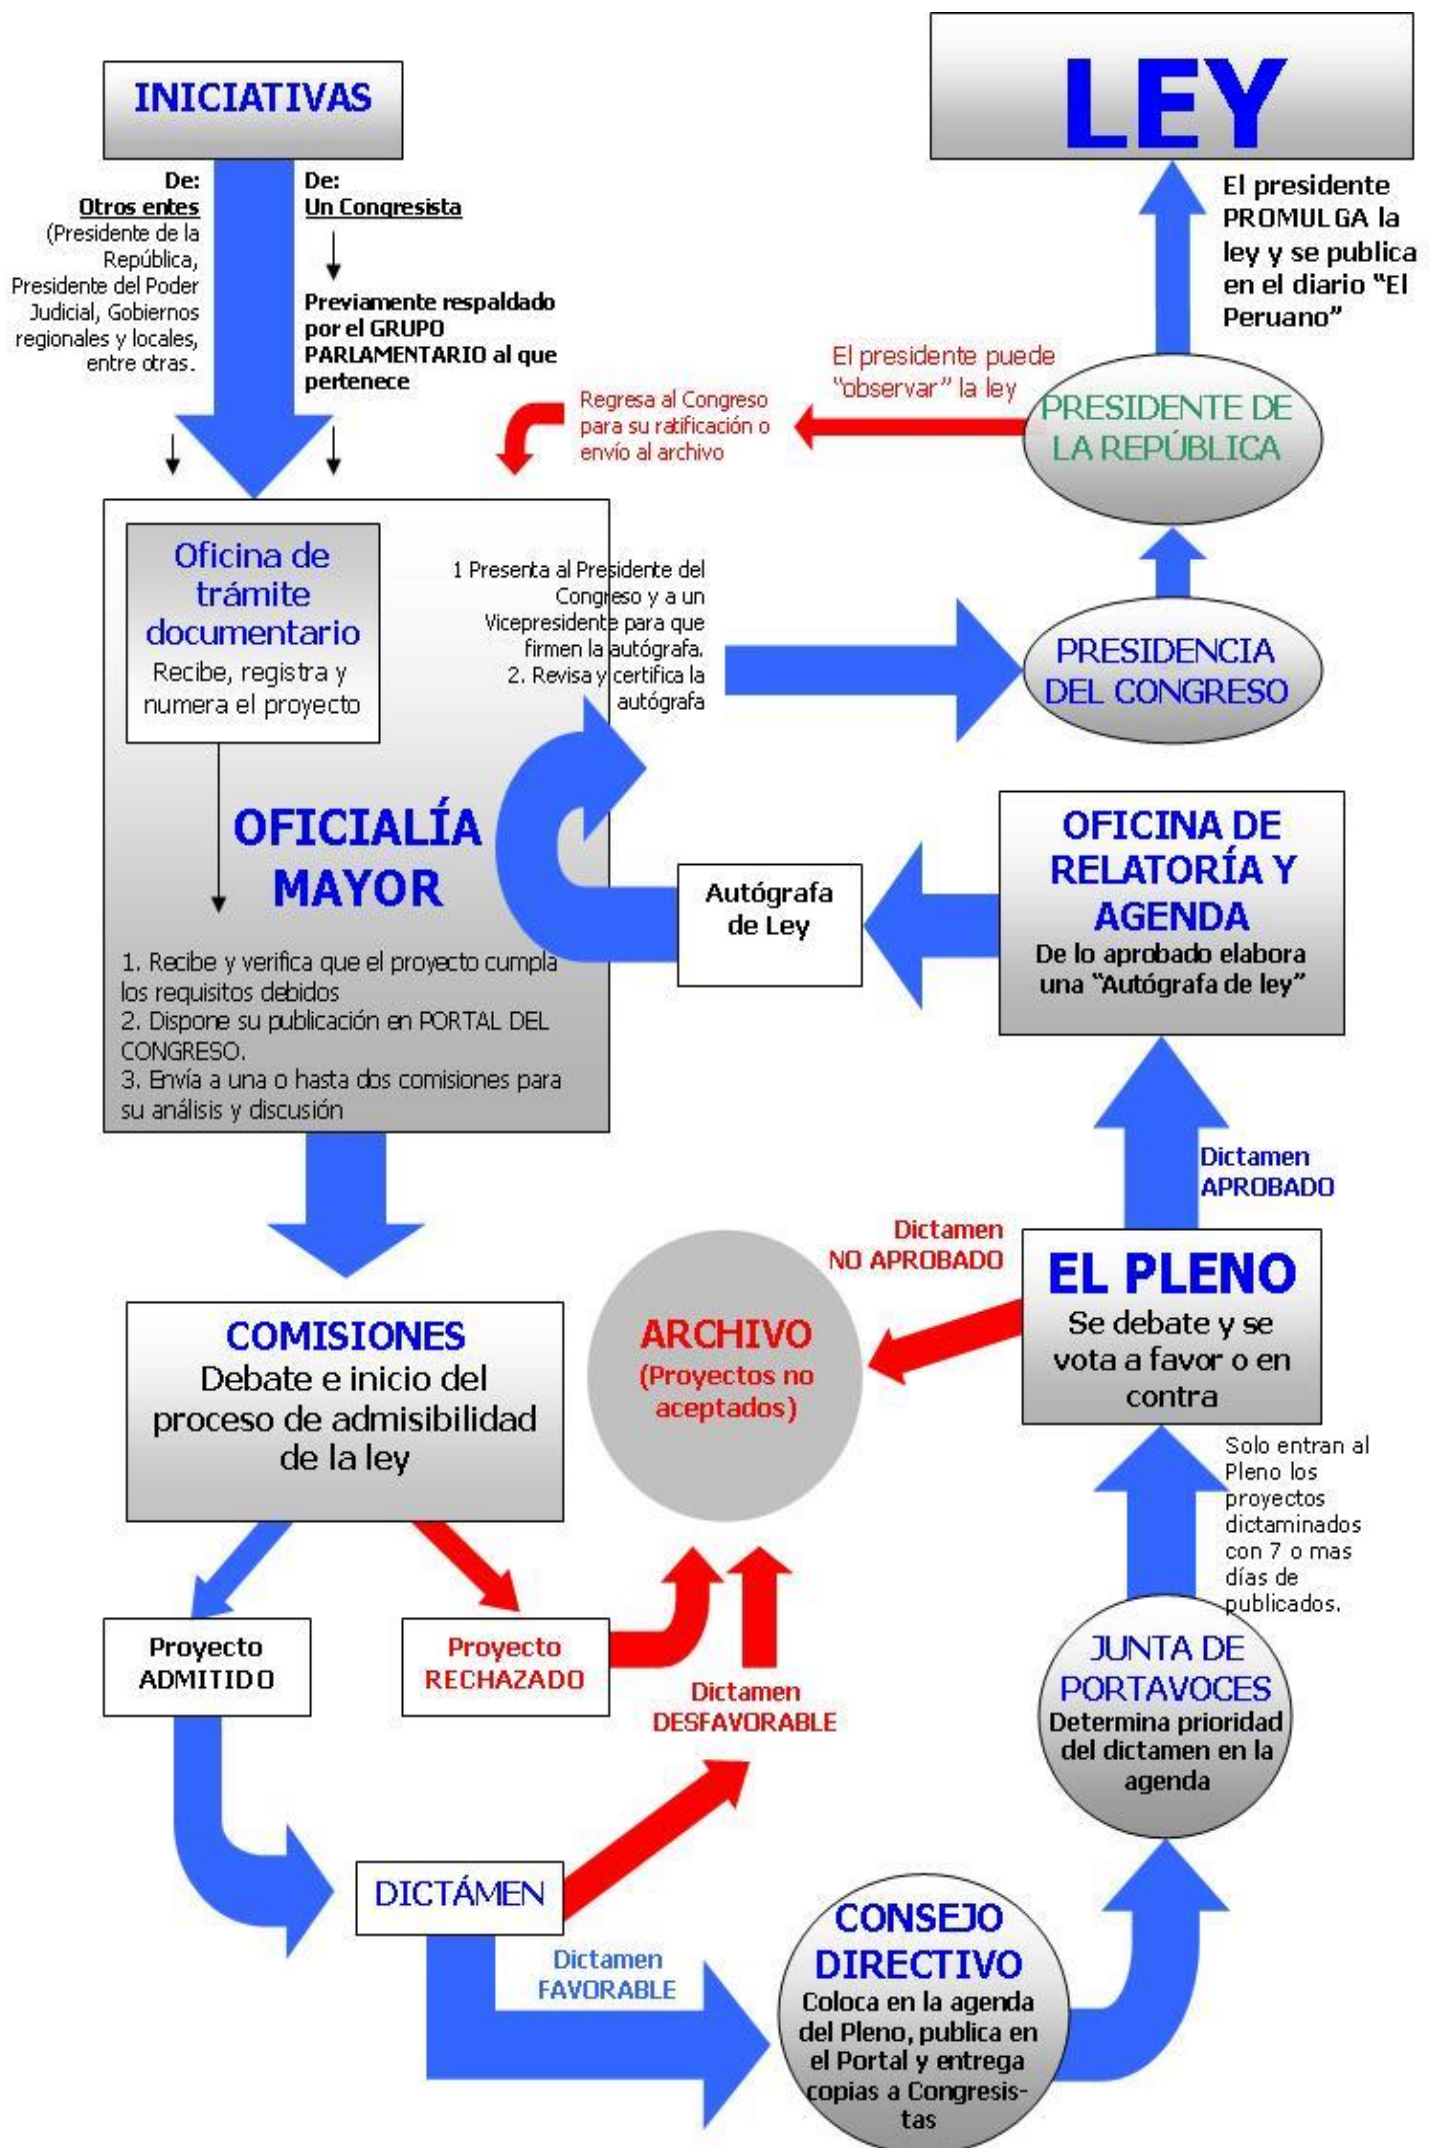 INICIATIVAS
De:
Otros entes
(Presidente de la
República,
Presidente del Poder
Judicial, Gobiernos
regionales y locales,
entre otras.
De:
Un Congresista
Previamente respaldado
por el GRUPO
PARLAMENTARIO al que
pertenece
LEY
El presidente
PROMULGA la
ley y se publica
en el diario “El
Peruano”
El presidente puede
“observar” la ley
Regresa al Congreso
para su ratificación o
envío al archivo
PRESIDENTE DE
LA REPÚBLICA
Oficina de
trámite
documentario
Recibe, registra y
numera el proyecto
1 Presenta al Presidente del
Congreso y a un
Vicepresidente para que
firmen la autógrafa.
2. Revisa y certifica la
autógrafa
PRESIDENCIA
DEL CONGRESO
OFICIALÍA
MAYOR
1. Recibe y verifica que el proyecto cumpla
los requisitos debidos
2. Dispone su publicación en PORTAL DEL
CONGRESO.
3. Envía a una o hasta dos comisiones para
su análisis y discusión
Autógrafa
de Ley
OFICINA DE
RELATORÍA Y
AGENDA
De lo aprobado elabora
una “Autógrafa de ley”
Dictamen
APROBADO
Dictamen
NO APROBADO
EL PLENO
Se debate y se
vota a favor o en
contra
ARCHIVO
(Proyectos no
aceptados)
COMISIONES
Debate e inicio del
proceso de admisibilidad
de la ley
Solo entran al
Pleno los
proyectos
dictaminados
con 7 o mas
días de
publicados.
Proyecto
ADMITIDO
Proyecto
RECHAZADO
Dictamen
DESFAVORABLE
JUNTA DE
PORTAVOCES
Determina prioridad
del dictamen en la
agenda
DICTÁMEN
Dictamen
FAVORABLE
CONSEJO
DIRECTIVO
Coloca en la agenda
del Pleno, publica en
el Portal y entrega
copias a Congresis-
tas